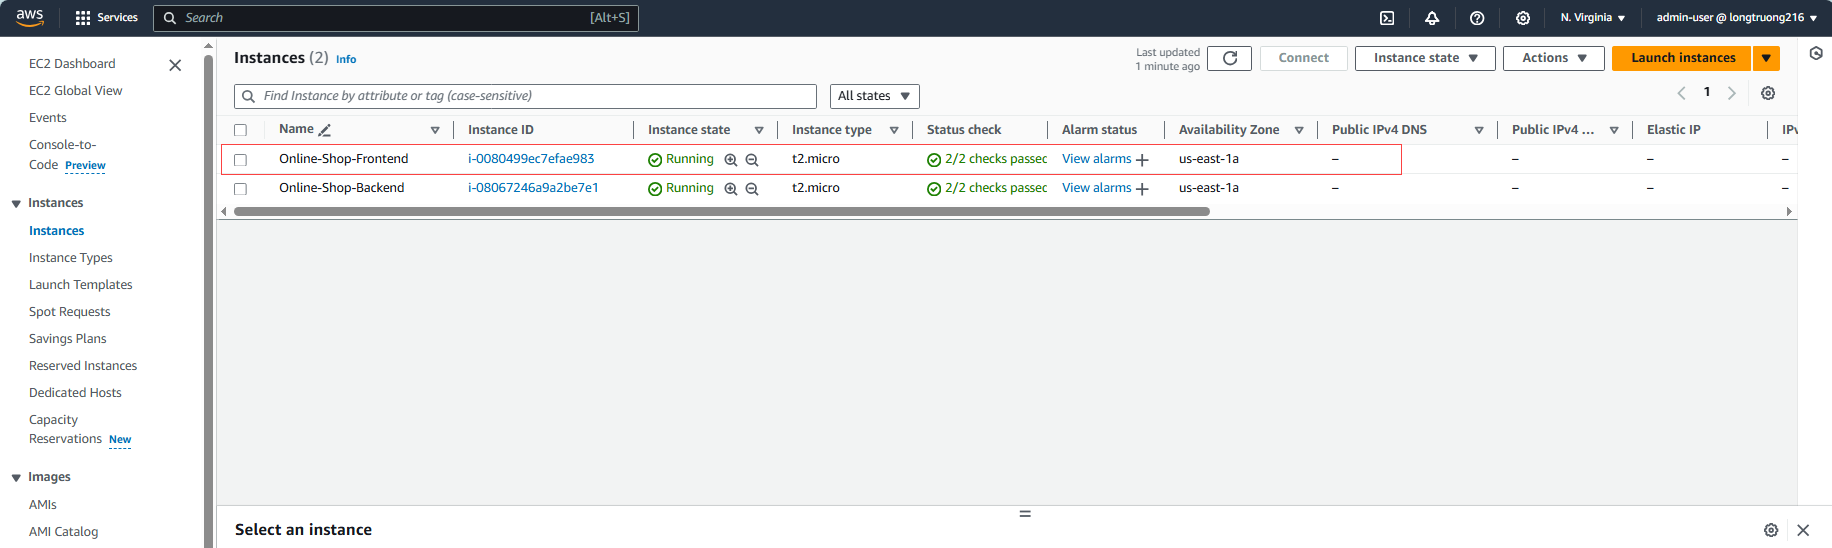 aws Services Search [Alt+S] N. Virginia admin-user @ longtruong216
EC2 Dashboard
EC2 Global View
Events
Console-to-
Code Preview
Instances
Instances
Instance Types
Launch Templates
Spot Requests
Savings Plans
Reserved Instances
Dedicated Hosts
Capacity
Reservations New
Images
AMIs
AMI Catalog
Instances (2) Info
Last updated
1 minute ago
Connect Instance state Actions Launch instances
Find Instance by attribute or tag (case-sensitive) All states 1
Name Instance ID Instance state Instance type Status check Alarm status Availability Zone Public IPv4 DNS Public IPv4 ... Elastic IP IPv
Online-Shop-Frontend i-0080499ec7efae983 Running t2.micro 2/2 checks passec View alarms + us-east-1a – – – –
Online-Shop-Backend i-08067246a9a2be7e1 Running t2.micro 2/2 checks passec View alarms + us-east-1a – – – –
Select an instance